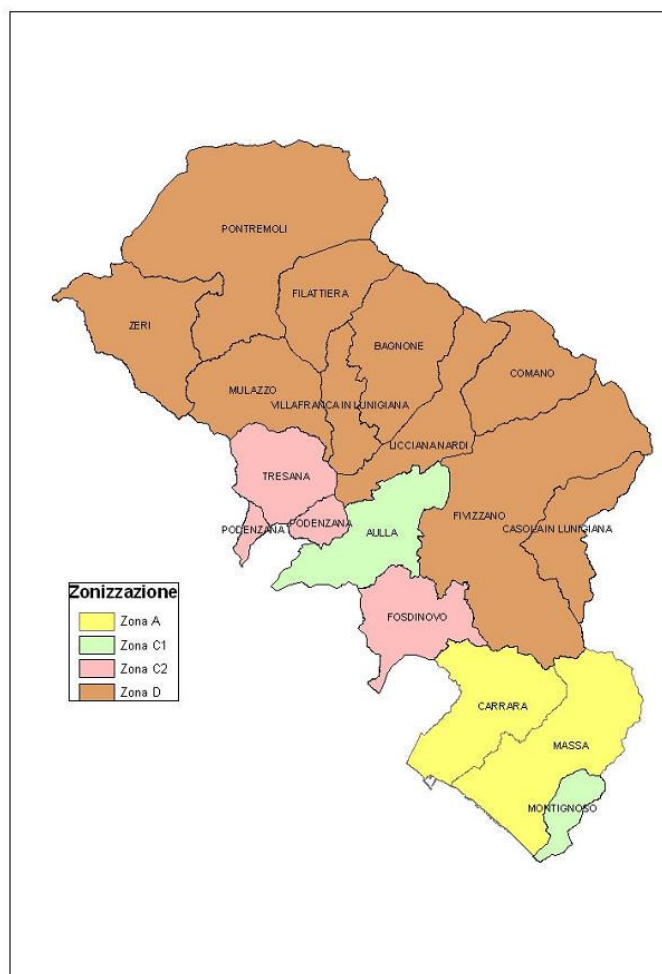 PONTREMOLI
FILATTIERA
ZERI
BAGNONE
COMANO
MULAZZO
VILLAFRANCA IN LUNIGIANA
LICCIANA NARDI
TRESANA
PODENZANA
PODENZANA
AULLA
FIVIZZANO
CASOLA IN LUNIGIANA
FOSDINOVO
CARRARA
MASSA
MONTIGNOSO
Zonizzazione
Zona A
Zona C1
Zona C2
Zona D